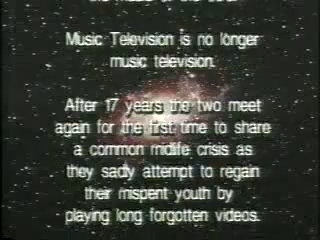 Music Television is no longer
music television.
After 17 years the two meet
again for the first time to share
a common midlife crisis as
they sady attempt to regain
their mispent youth by
playing long forgotten videos.